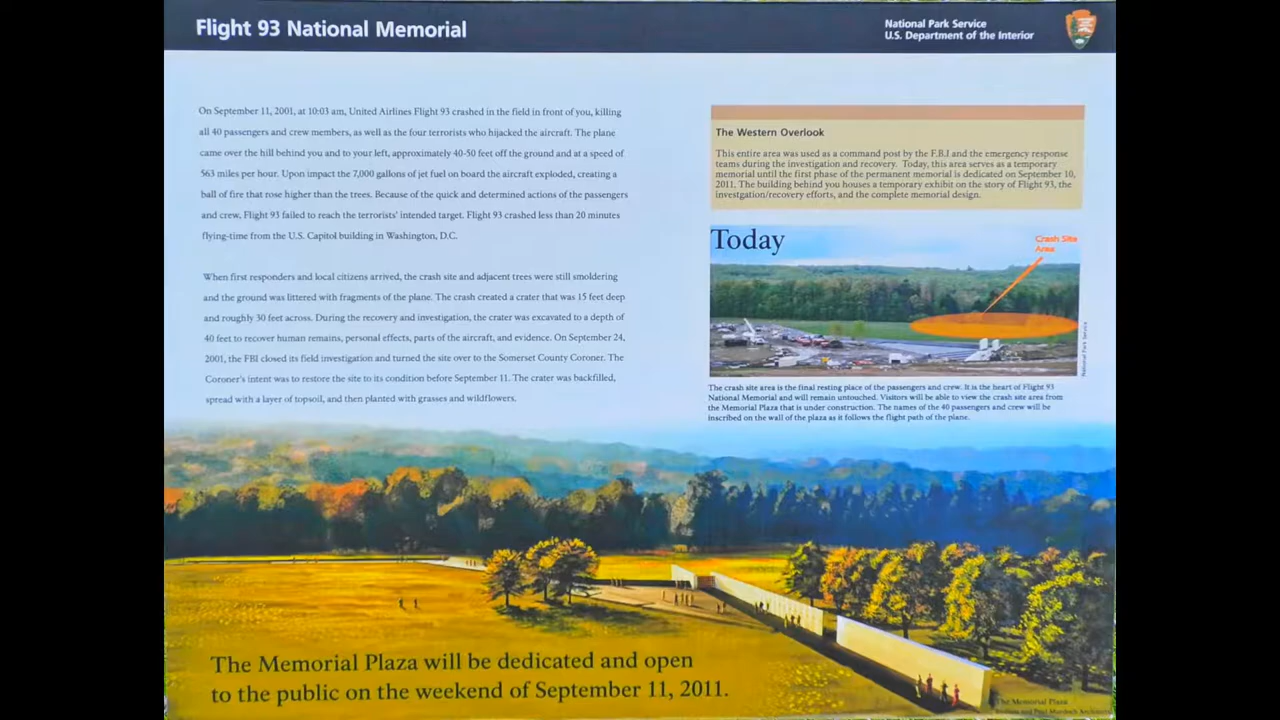 Flight 93 National Memorial
National Park Service
U.S. Department of the Interior
On September 11, 2001, at 10:03 am, United Airlines Flight 93 crashed in the field in front of you, killing
all 40 passengers and crew members, as well as the four terrorists who hijacked the aircraft. The plane
came over the hill behind you and to your left, approximately 40-50 feet off the ground and at a speed of
563 miles per hour. Upon impact the 7,000 gallons of jet fuel on board the aircraft exploded, creating a
ball of fire that rose higher than the trees. Because of the quick and determined actions of the passengers
and crew, Flight 93 failed to reach the terrorists' intended target. Flight 93 crashed less than 20 minutes
flying-time from the U.S. Capitol building in Washington, D.C.
When first responders and local citizens arrived, the crash site and adjacent trees were still smoldering
and the ground was littered with fragments of the plane. The crash created a crater that was 15 feet deep
and roughly 30 feet across. During the recovery and investigation, the crater was excavated to a depth of
40 feet to recover human remains, personal effects, parts of the aircraft, and evidence. On September 24,
2001, the FBI closed its field investigation and turned the site over to the Somerset County Coroner. The
Coroner's intent was to restore the site to its condition before September 11. The crater was backfilled,
spread with a layer of topsoil, and then planted with grasses and wildflowers.
The Western Overlook
This entire area was used as a command post by the F.B.I and the emergency response
teams during the investigation and recovery. Today, this area serves as a temporary
memorial until the first phase of the permanent memorial is dedicated on September 10,
2011. The building behind you houses a temporary exhibit on the story of Flight 93, the
investgation/recovery efforts, and the complete memorial design.
Today
Crash Site
Area
National Park Service
The crash site area is the final resting place of the passengers and crew. It is the heart of Flight 93
National Memorial and will remain untouched. Visitors will be able to view the crash site area from
the Memorial Plaza that is under construction. The names of the 40 passengers and crew will be
inscribed on the wall of the plaza as it follows the flight path of the plane.
The Memorial Plaza will be dedicated and open
to the public on the weekend of September 11, 2011.
The Memorial Plaza
and Paul Murdoch Architects